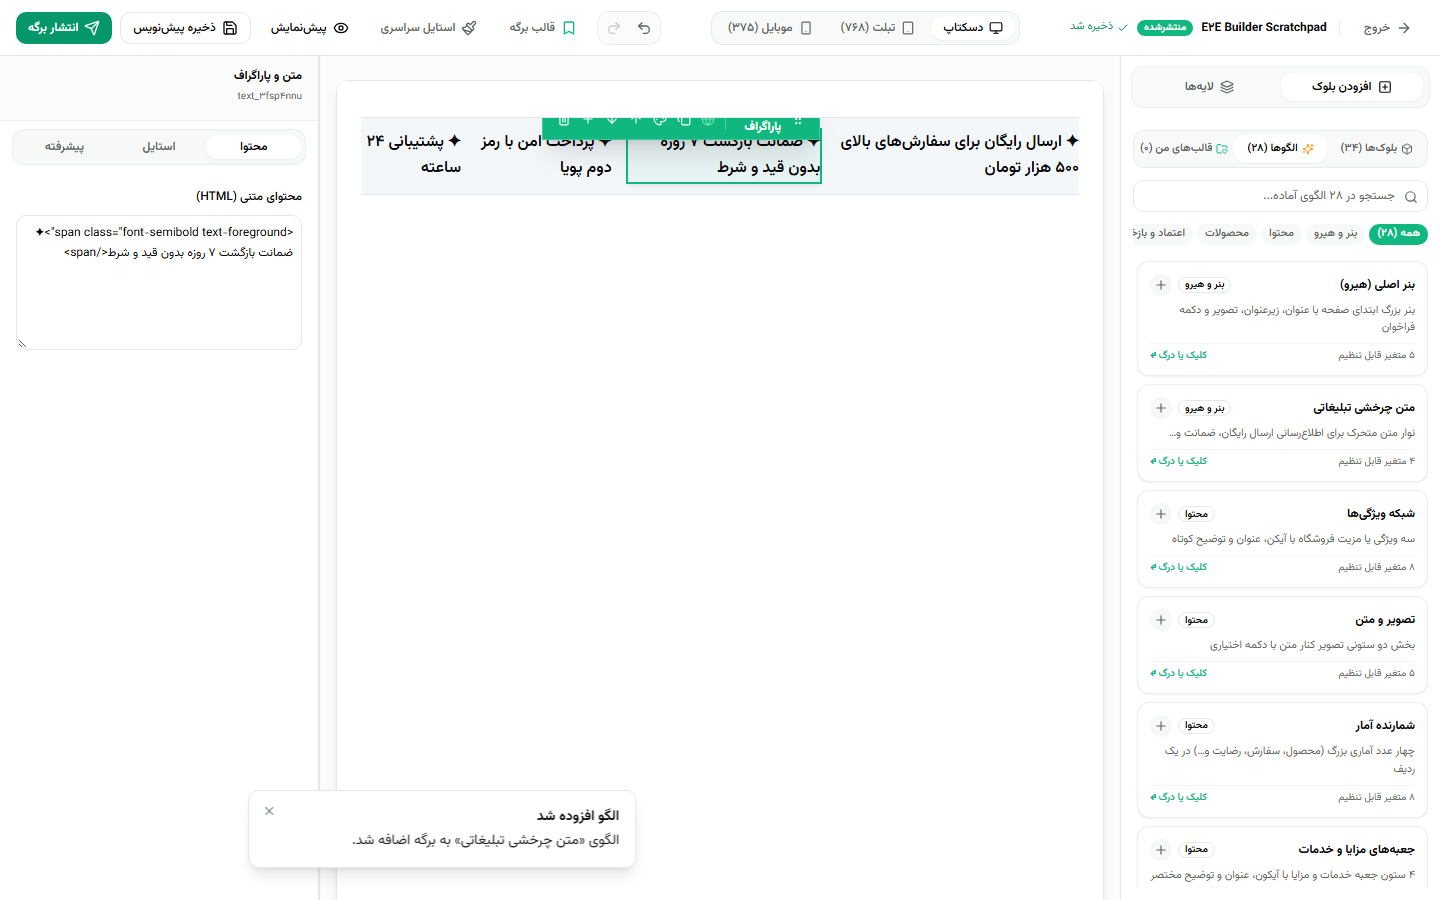 خروج
E2E Builder Scratchpad
منتشرشده
ذخیره شد
دسکتاپ
تبلت (۷۶۸)
موبایل (۳۷۵)
قالب برگه
استایل سراسری
پیش‌نمایش
ذخیره پیش‌نویس
انتشار برگه
افزودن بلوک
لایه‌ها
بلوک‌ها (۳۴)
الگوها (۲۸)
قالب‌های من (۰)
جستجو در ۲۸ الگوی آماده...
همه (۲۸)
بنر و هیرو
محتوا
محصولات
اعتماد و بازخ
بنر اصلی (هیرو)
بنر و هیرو
بنر بزرگ ابتدای صفحه با عنوان، زیرعنوان، تصویر و دکمه
فراخوان
۵ متغیر قابل تنظیم
کلیک یا درگ
متن چرخشی تبلیغاتی
بنر و هیرو
نوار متن متحرک برای اطلاع‌رسانی ارسال رایگان، ضمانت و...
۴ متغیر قابل تنظیم
کلیک یا درگ
شبکه ویژگی‌ها
محتوا
سه ویژگی یا مزیت فروشگاه با آیکن، عنوان و توضیح کوتاه
۸ متغیر قابل تنظیم
کلیک یا درگ
تصویر و متن
محتوا
بخش دو ستونی تصویر کنار متن با دکمه اختیاری
۵ متغیر قابل تنظیم
کلیک یا درگ
شمارنده آمار
محتوا
چهار عدد آماری بزرگ (محصول، سفارش، رضایت و...) در یک
ردیف
۸ متغیر قابل تنظیم
کلیک یا درگ
جعبه‌های مزایا و خدمات
محتوا
۴ ستون جعبه خدمات و مزایا با آیکون، عنوان و توضیح مختصر
پاراگراف
✦ ارسال رایگان برای سفارش‌های بالای
۵۰۰ هزار تومان
✦ ضمانت بازگشت ۷ روزه
بدون قید و شرط
✦ پرداخت امن با رمز
دوم پویا
✦ پشتیبانی ۲۴
ساعته
متن و پاراگراف
text_۳fsp۴nnu
محتوا
استایل
پیشرفته
محتوای متنی (HTML)
<span class="font-semibold text-foreground">✦
ضمانت بازگشت ۷ روزه بدون قید و شرط</span>
الگو افزوده شد
الگوی «متن چرخشی تبلیغاتی» به برگه اضافه شد.